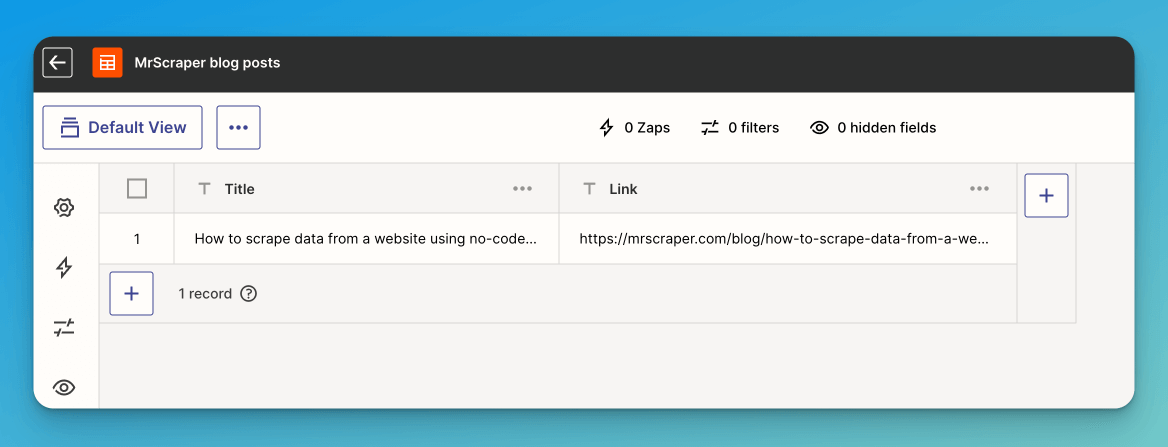 MrScraper blog posts
Default View
0 Zaps
0 filters
0 hidden fields
Title
Link
1
How to scrape data from a website using no-code...
https://mrscraper.com/blog/how-to-scrape-data-from-a-we...
1 record